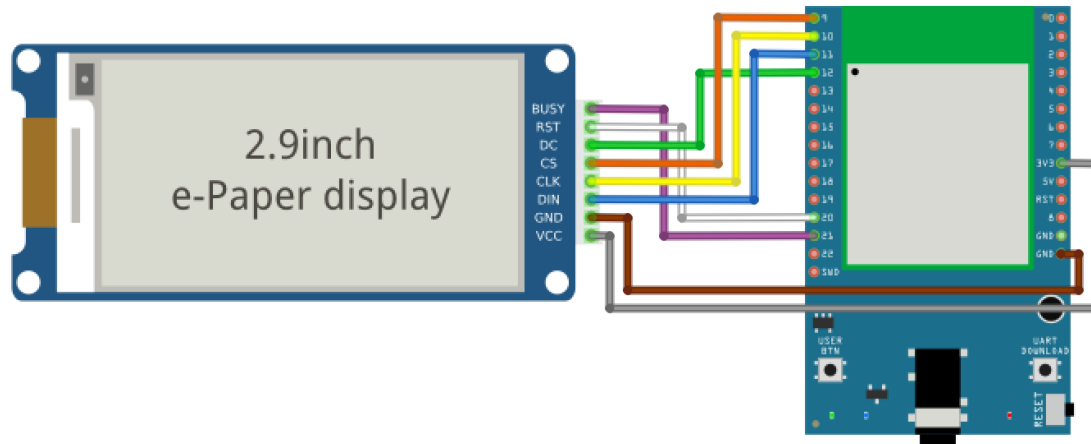 2.9inch
e-Paper display
BUSY
RST
DC
CS
CLK
DIN
GND
VCC
9
10
11
12
13
14
15
16
17
18
19
20
21
22
SWD
0
1
2
3
4
5
6
7
3V3
5V
RST
8
GND
GND
USER
BTN
UART
DOWNLOAD
RESET